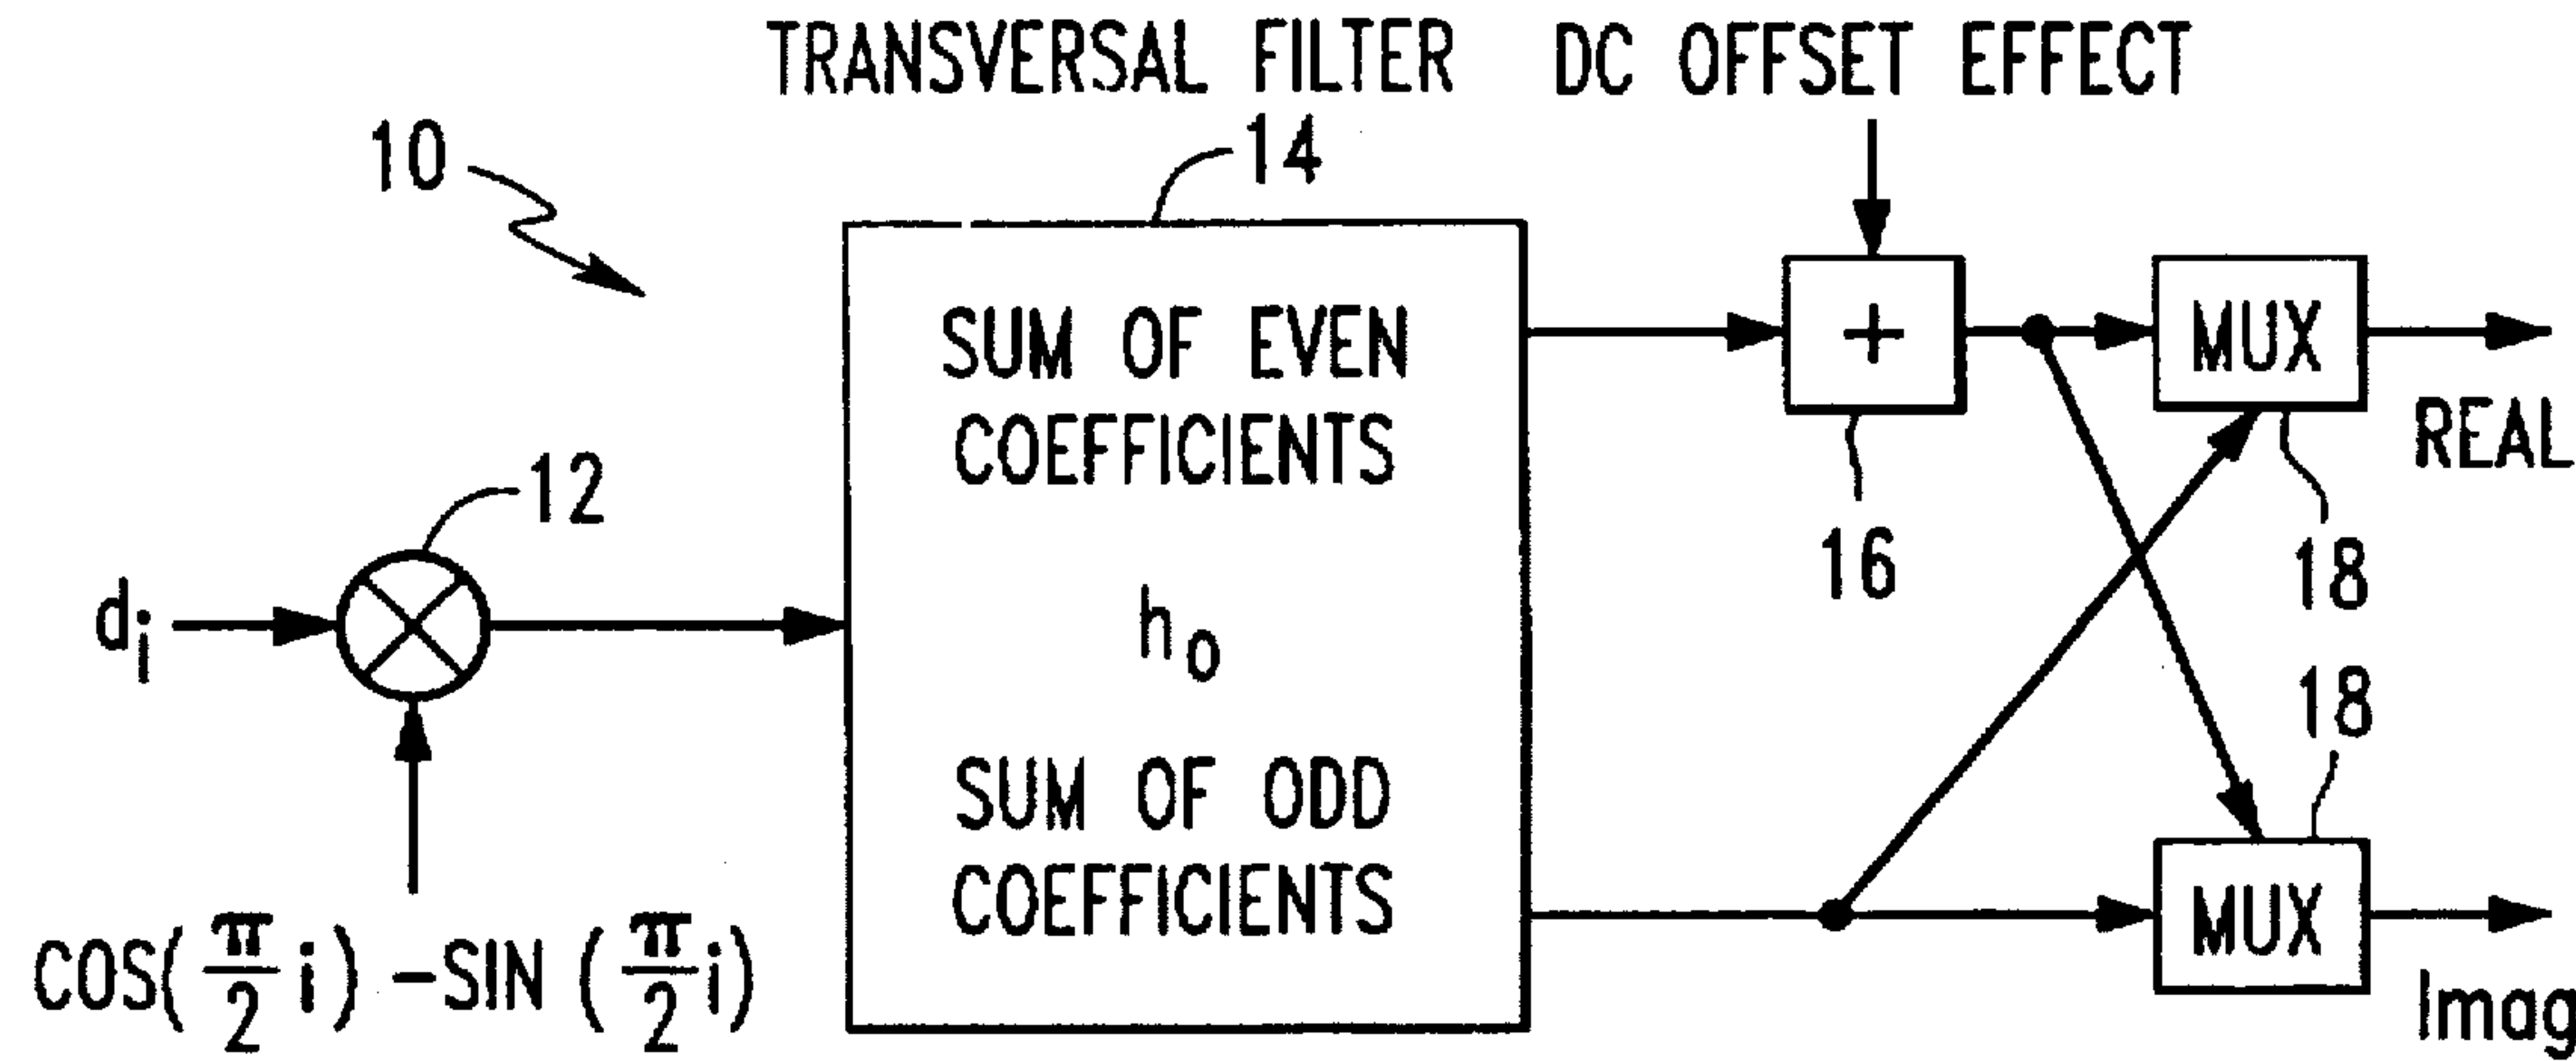 TRANSVERSAL FILTER
DC OFFSET EFFECT
10
14
SUM OF EVEN
COEFFICIENTS
+
MUX
REAL
12
16
18
dᵢ
h₀
18
SUM OF ODD
COEFFICIENTS
MUX
COS(π/2 i) -SIN (π/2 i)
Imag